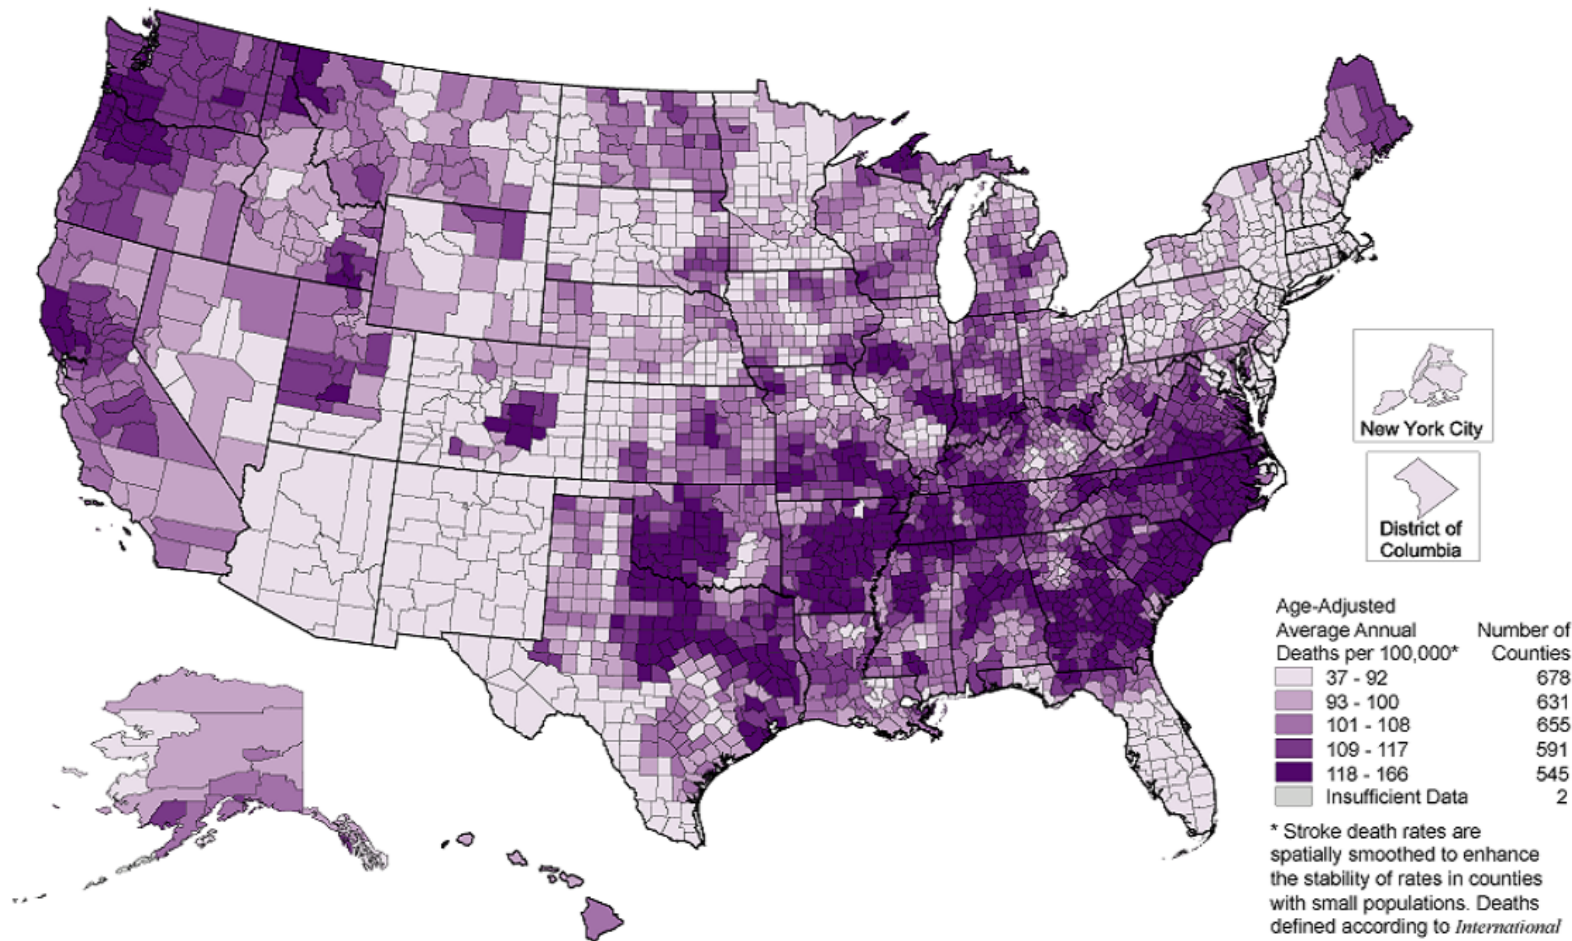 New York City
District of
Columbia
Age-Adjusted
Average Annual Number of
Deaths per 100,000* Counties
37 - 92 678
93 - 100 631
101 - 108 655
109 - 117 591
118 - 166 545
Insufficient Data 2
* Stroke death rates are
spatially smoothed to enhance
the stability of rates in counties
with small populations. Deaths
defined according to International